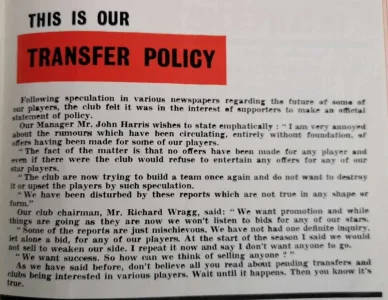 THIS IS OUR
TRANSFER POLICY
Following speculation in various newspapers regarding the future of some of
our players, the club felt it was in the interest of supporters to make an official
statement of policy.
Our Manager Mr. John Harris wishes to state emphatically : " I am very annoyed
about the rumours which have been circulating, entirely without foundation, of
offers having been made for some of our players.
" The fact of the matter is that no offers have been made for any player and
even if there were the club would refuse to entertain any offers for any of our
star players.
" The club are now trying to build a team once again and do not want to destroy
it or upset the players by such speculation.
" We have been disturbed by these reports which are not true in any shape or
form."
Our club chairman, Mr. Richard Wragg, said : " We want promotion and while
things are going as they are now we won't listen to bids for any of our stars.
" Some of the reports are just mischievous. We have not had one definite inquiry,
let alone a bid, for any of our players. At the start of the season I said we would
not sell to weaken our side. I repeat it now and say I don't want anyone to go.
" We want success. So how can we think of selling anyone ? "
As we have said before, don't believe all you read about pending transfers and
clubs being interested in various players. Wait until it happens. Then you know it's
true.